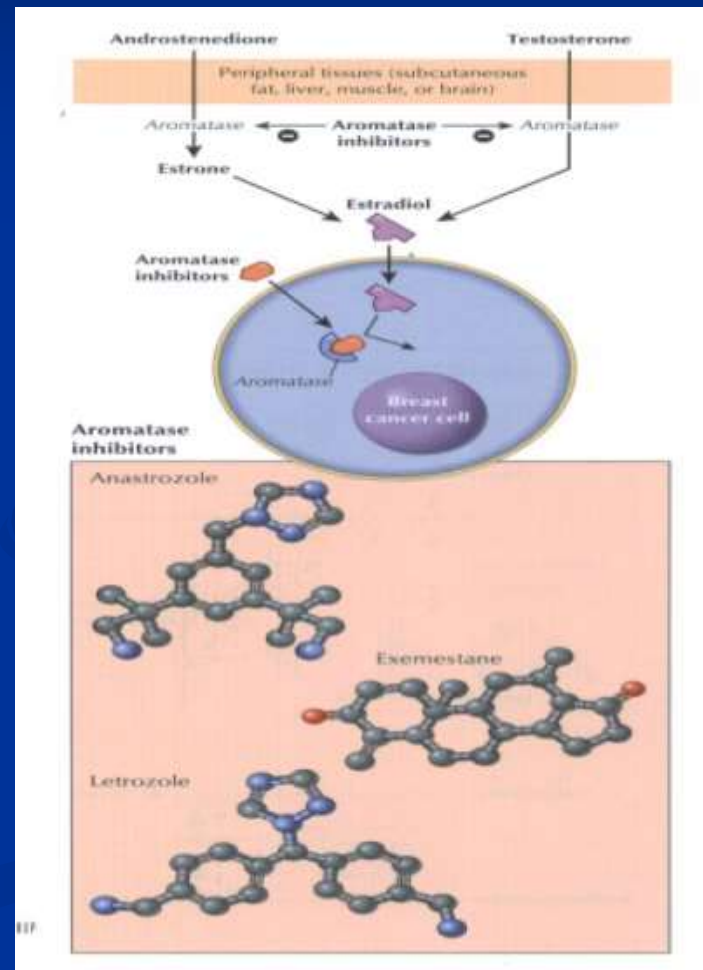 Androstenedione
Testosterone
Peripheral tissues (subcutaneous
fat, liver, muscle, or brain)
Aromatase
Aromatase
inhibitors
Aromatase
Estrone
Estradiol
Aromatase
inhibitors
Aromatase
Breast
cancer cell
Aromatase
inhibitors
Anastrozole
Exemestane
Letrozole